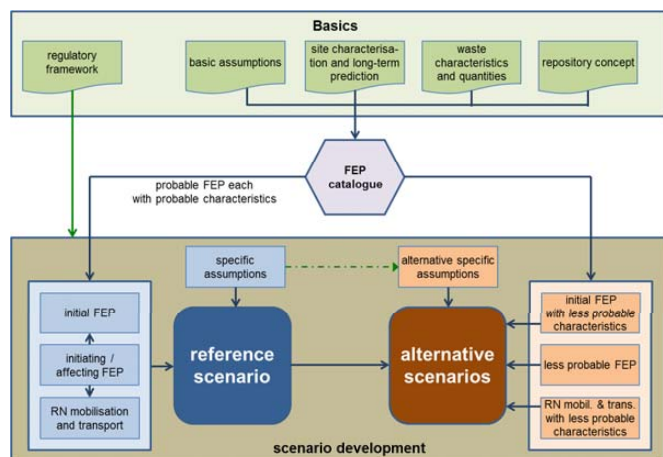 Basics
regulatory
framework
basic assumptions
site characterisa-
tion and long-term
prediction
waste
characteristics
and quantities
repository concept
FEP
catalogue
probable FEP each
with probable characteristics
specific
assumptions
alternative specific
assumptions
initial FEP
initiating /
affecting FEP
RN mobilisation
and transport
reference
scenario
alternative
scenarios
initial FEP
with less probable
characteristics
less probable FEP
RN mobil. & trans.
with less probable
characteristics
scenario development